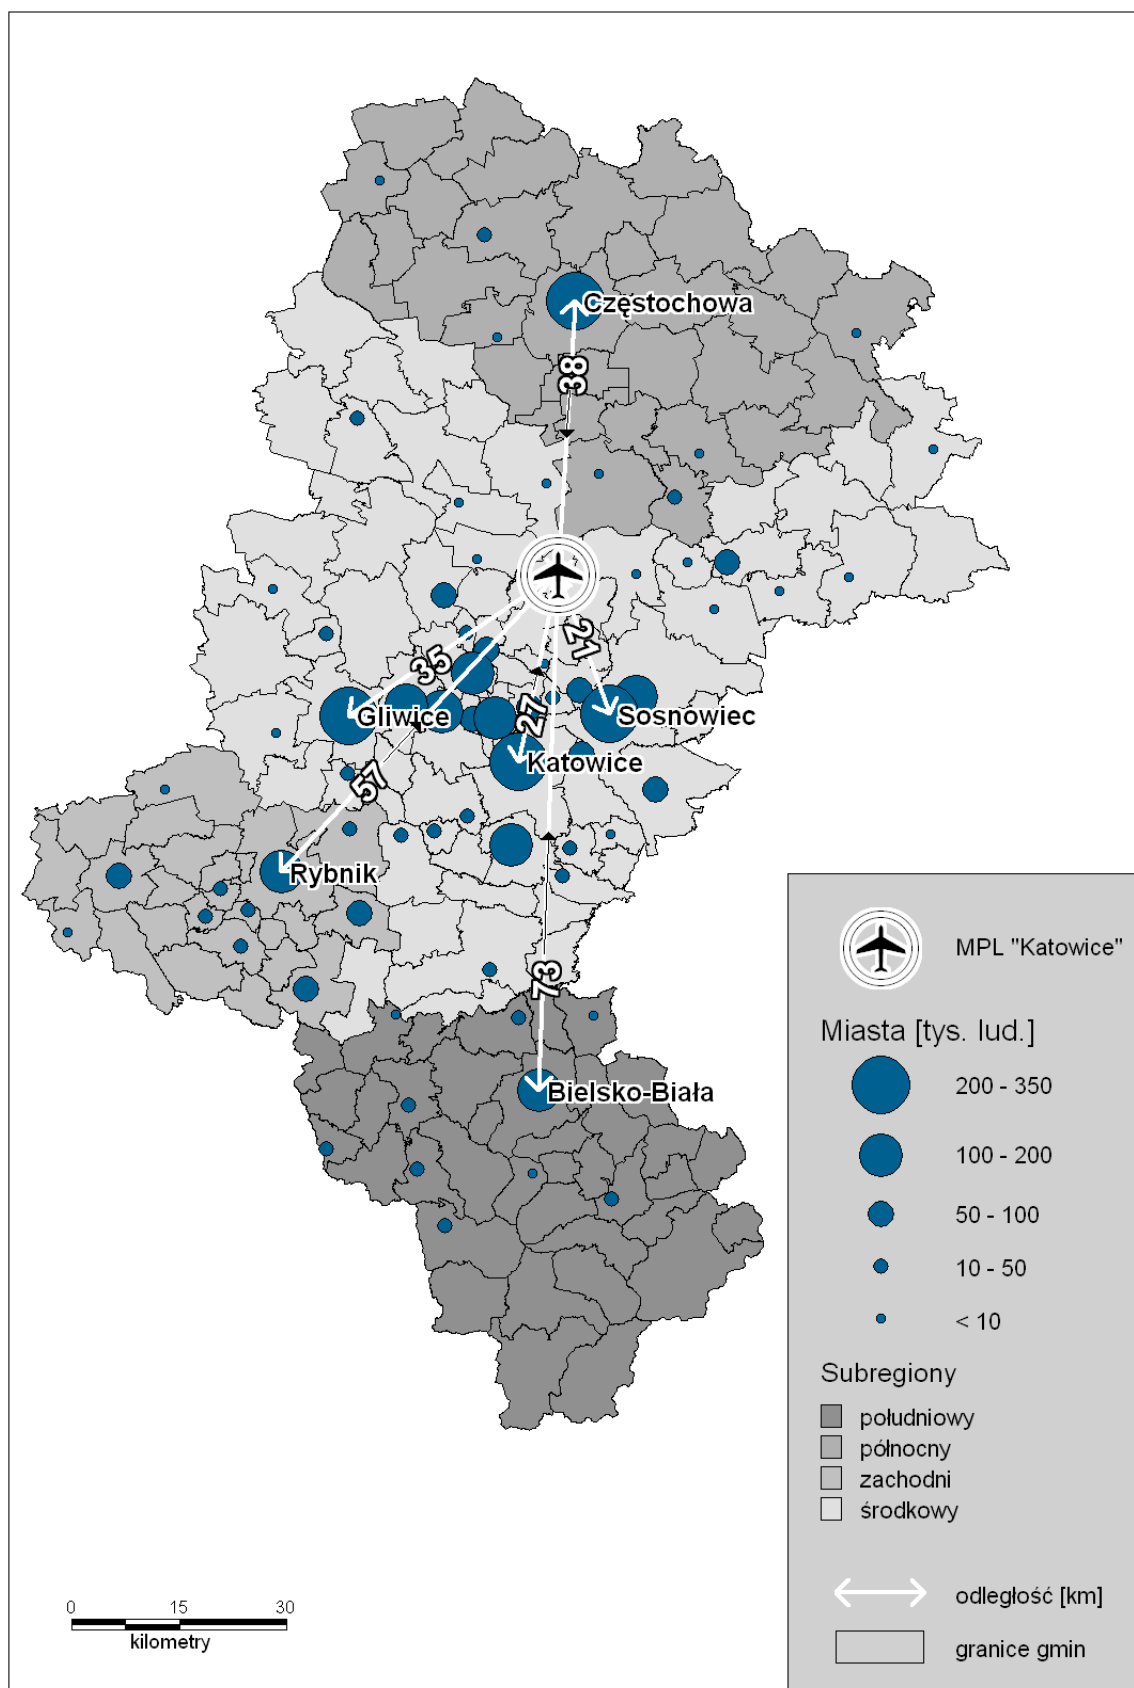 Częstochowa
38
21
35
Gliwice
27
Sosnowiec
Katowice
57
Rybnik
73
Bielsko-Biała
MPL "Katowice"
Miasta [tys. lud.]
200 - 350
100 - 200
50 - 100
10 - 50
< 10
Subregiony
południowy
północny
zachodni
środkowy
odległość [km]
granice gmin
0 15 30
kilometry